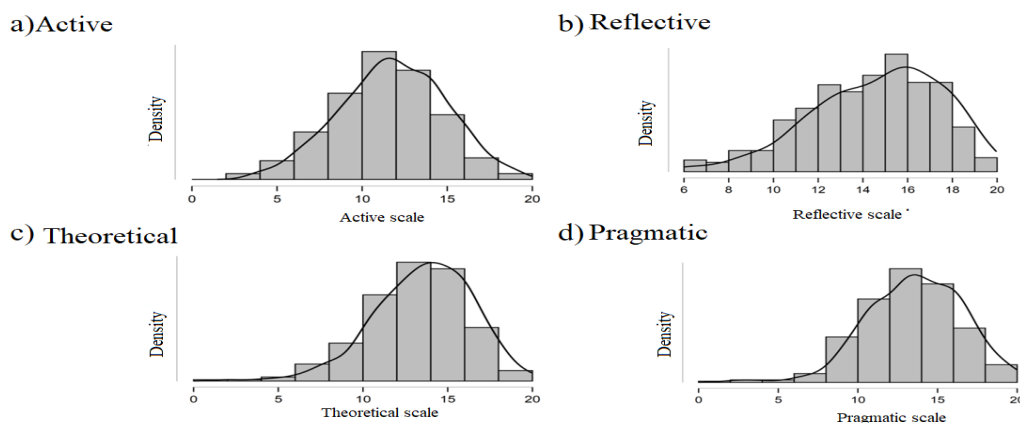 a)Active
Density
0 5 10 15 20
Active scale
b) Reflective
Density
6 8 10 12 14 16 18 20
Reflective scale
c) Theoretical
Density
0 5 10 15 20
Theoretical scale
d) Pragmatic
Density
0 5 10 15 20
Pragmatic scale